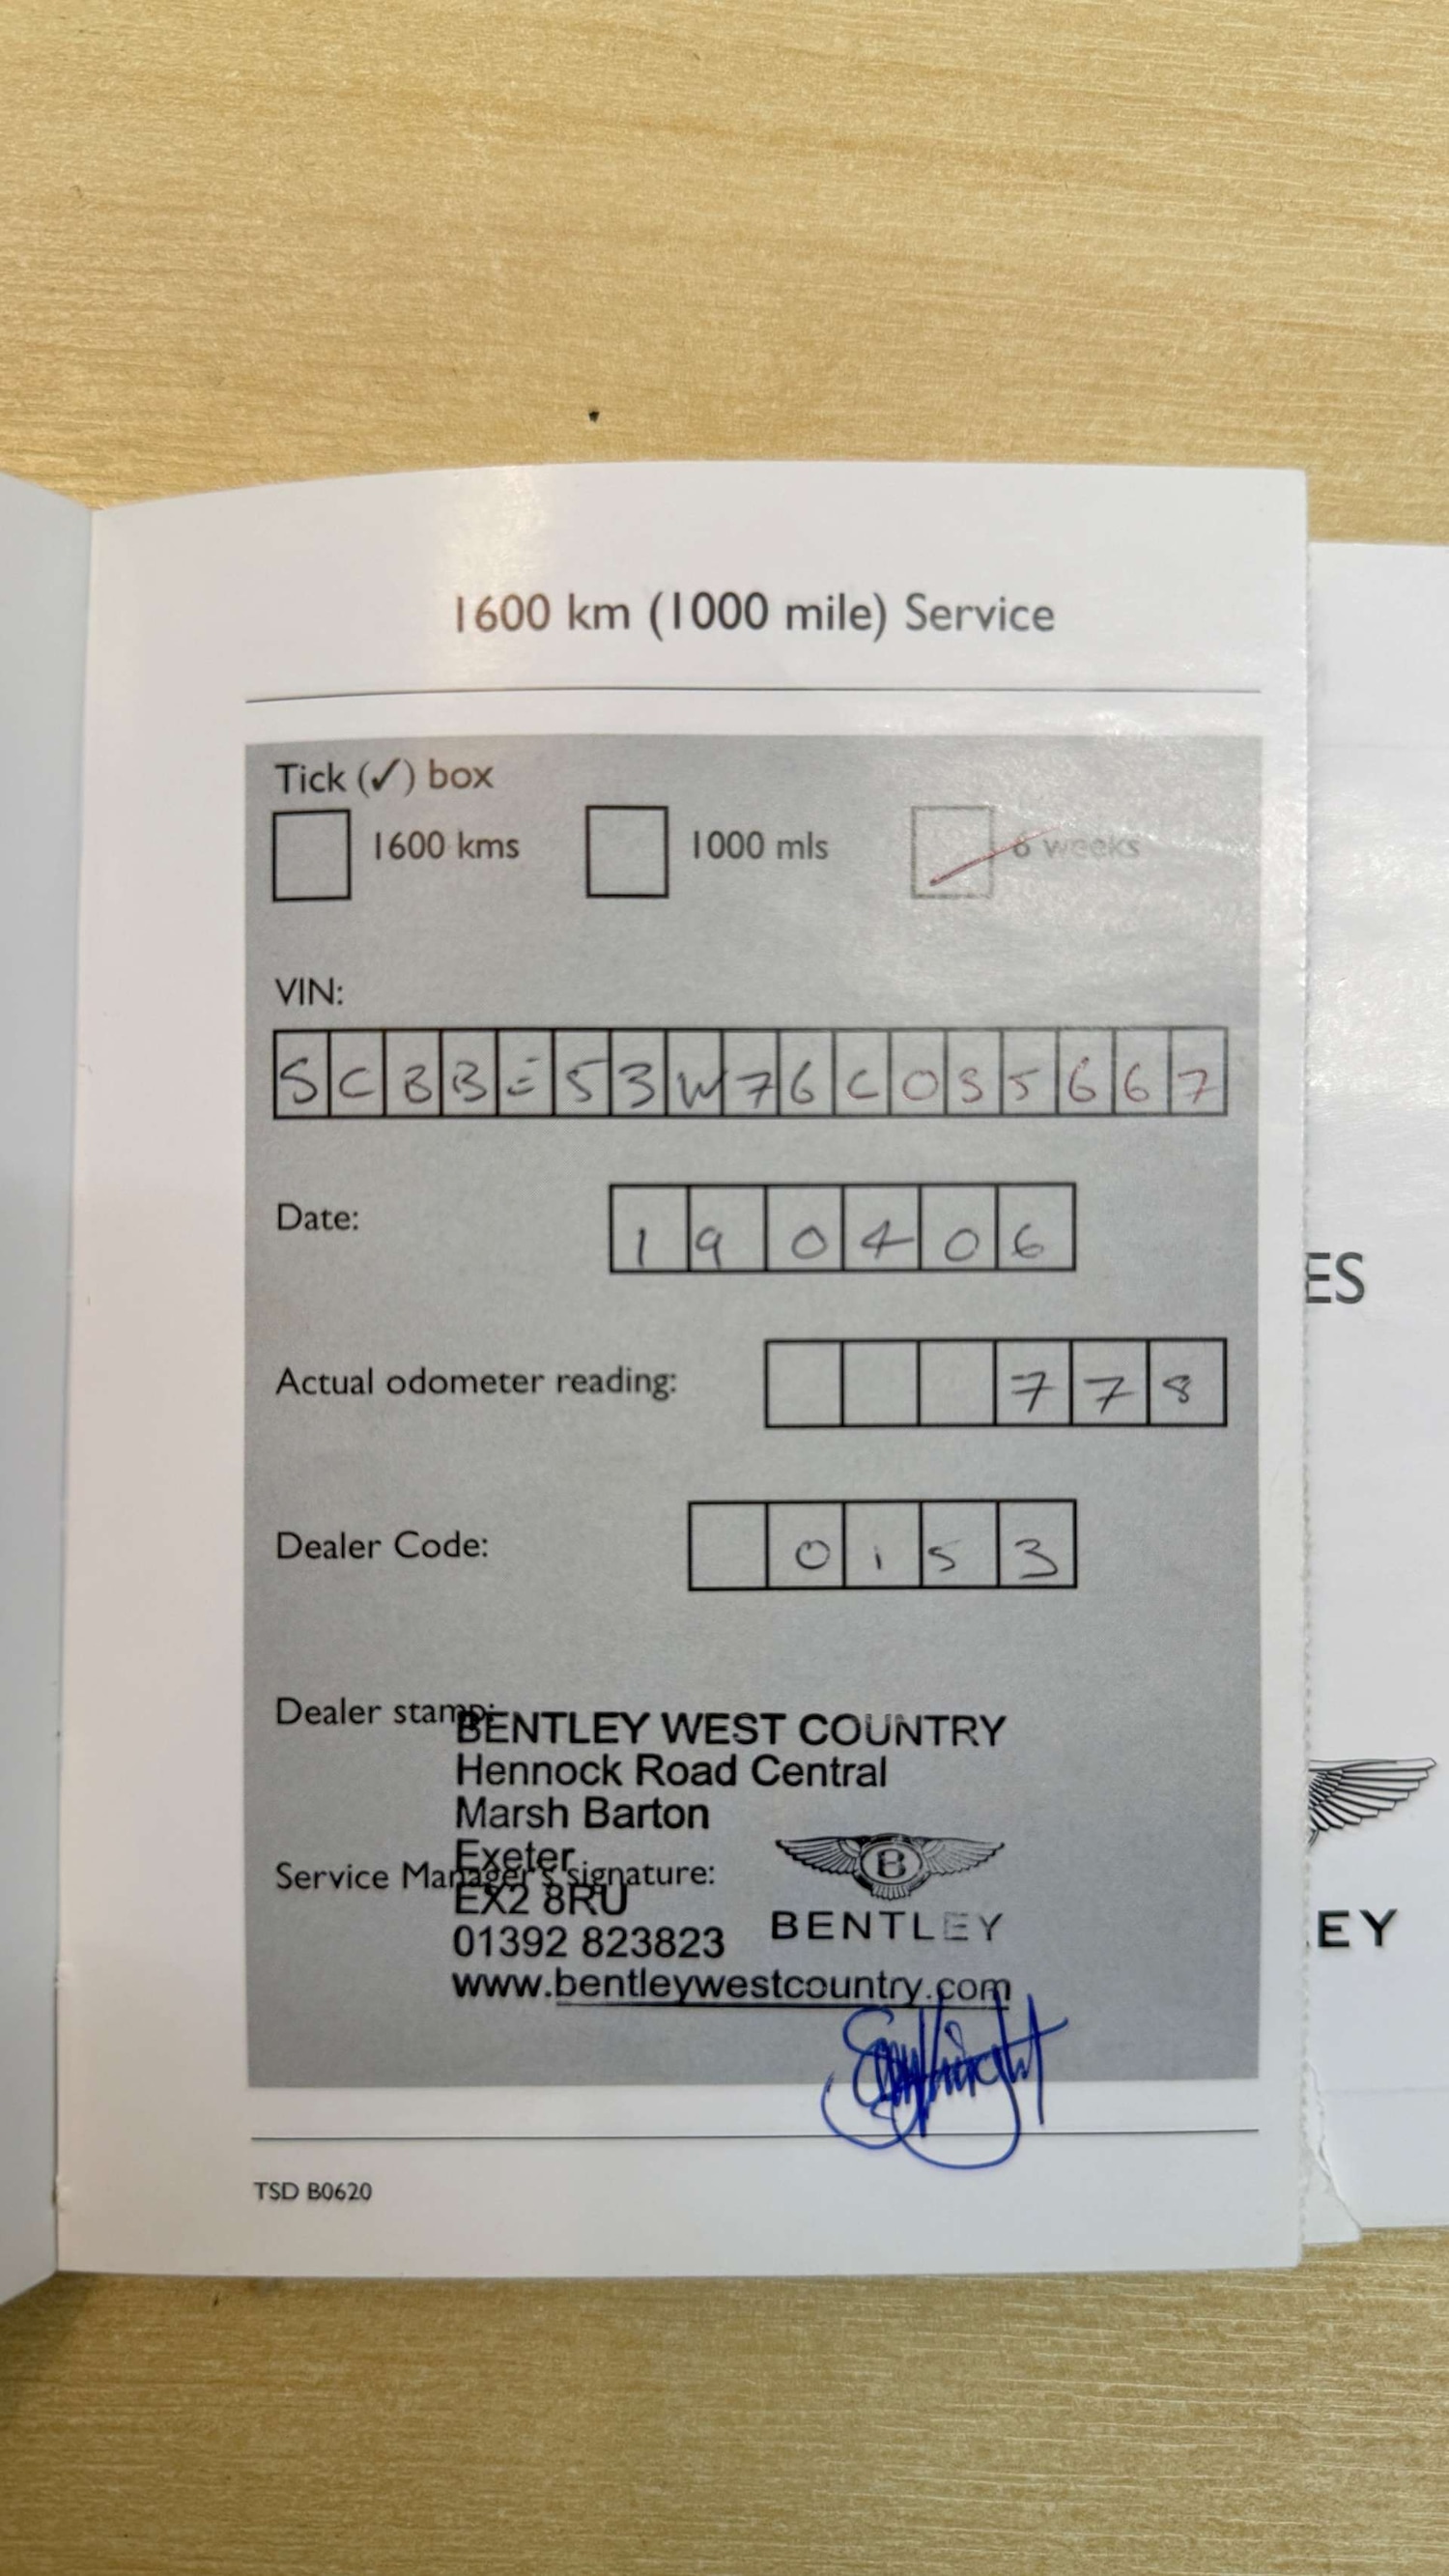 1600 km (1000 mile) Service
Tick (✓) box
1600 kms 1000 mls 6 weeks
VIN:
SCBBE53W76C035667
Date: 190406
Actual odometer reading: 778
Dealer Code: 0153
Dealer stamp:
BENTLEY WEST COUNTRY
Hennock Road Central
Marsh Barton
Exeter
Service Manager's signature:
EX2 8RU
01392 823823
BENTLEY
www.bentleywestcountry.com
TSD B0620
ES
EY